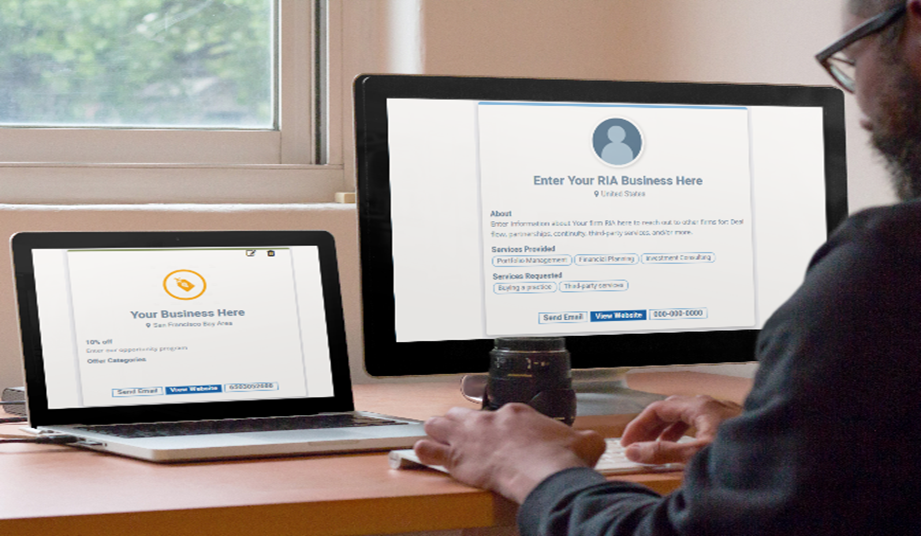 Your Business Here
San Francisco Bay Area
10% off
Enter our opportunity program
Offer Categories
Send Email
View Website
Enter Your RIA Business Here
United States
About
Enter information about Your firm RIA here to reach out to other firms for: Deal
flow, partnerships, continuity, third-party services, and/or more.
Services Provided
Portfolio Management
Financial Planning
Investment Consulting
Services Requested
Buying a practice
Third-party services
Send Email
View Website
000-000-0000